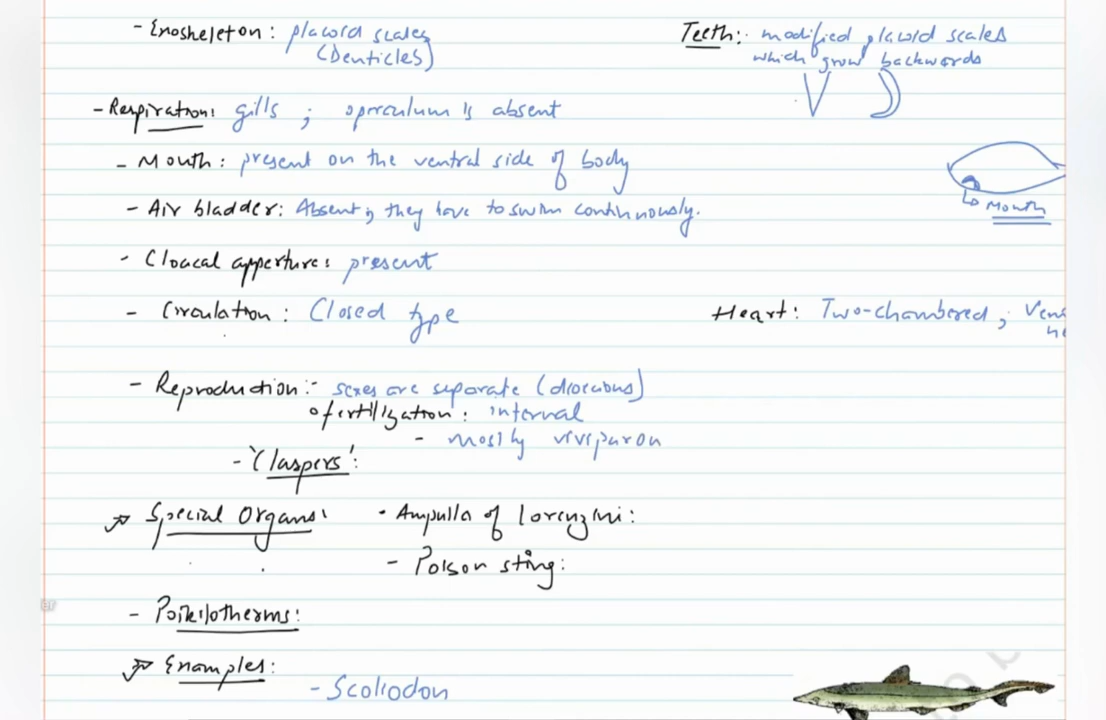 - Exoskeleton: placoid scales
(Denticles)
Teeth: modified placoid scales
which grow backwards
- Respiration: gills ; operculum is absent
- Mouth: present on the ventral side of body
Mouth
- Air bladder: Absent; they have to swim continuously.
- Cloacal apperture: present
- Circulation: Closed type
Heart: Two-chambered,
- Reproduction:- sexes are separate (dioecious)
fertilization: internal
- mostly viviparou
- 'Claspers':
Special Organs:
• Ampulla of Lorenzini:
- Poison sting:
- Poikilotherms:
Examples:
- Scoliodon